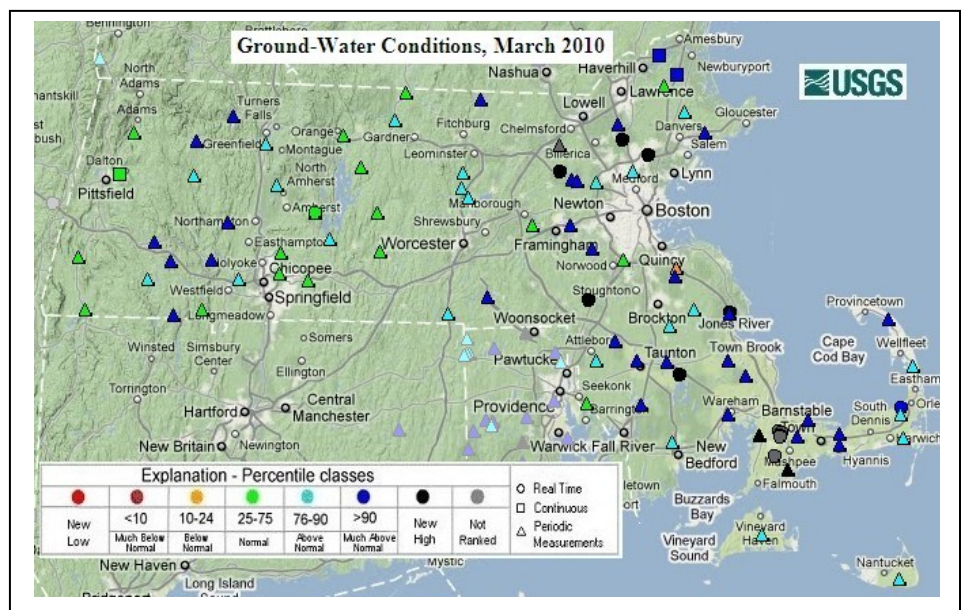 Ground-Water Conditions, March 2010
USGS
Bennington
Amesbury
Newburyport
Nashua
Haverhill
North
Adams
Adams
Turners
Falls
Lawrence
Lowell
Gloucester
Greenfield
Orange
Montague
Gardner
Fitchburg
Chelmsford
Danvers
Salem
Leominster
Billerica
Dalton
Pittsfield
North
Amherst
Amherst
Medford
Lynn
Marlborough
Newton
Boston
Northampton
Shrewsbury
Easthampton
Worcester
Framingham
Quincy
Holyoke
Chicopee
Norwood
Westfield
Springfield
Stoughton
Provincetown
Longmeadow
Woonsocket
Brockton
Jones River
Wellfleet
Winsted
Simsbury
Center
Somers
Attlebor
Cape
Cod Bay
Ellington
Pawtucke
Taunton
Town Brook
Eastham
Torrington
Seekonk
Hartford
Central
Manchester
Providence
Barrington
Wareham
Barnstable
Town
South
Dennis
Orle
New Britain
Newington
Warwick
Fall River
New
Bedford
Mashpee
Hyannis
Harwich
Falmouth
Buzzards
Bay
Vineyard
Sound
Vineyard
Haven
Nantucket
New Haven
Long Island
Mystic
Bridgeport
Explanation - Percentile classes
<10
10-24
25-75
76-90
>90
New
Low
Much Below
Normal
Below
Normal
Normal
Above
Normal
Much Above
Normal
New
High
Not
Ranked
Real Time
Continuous
Periodic
Measurements